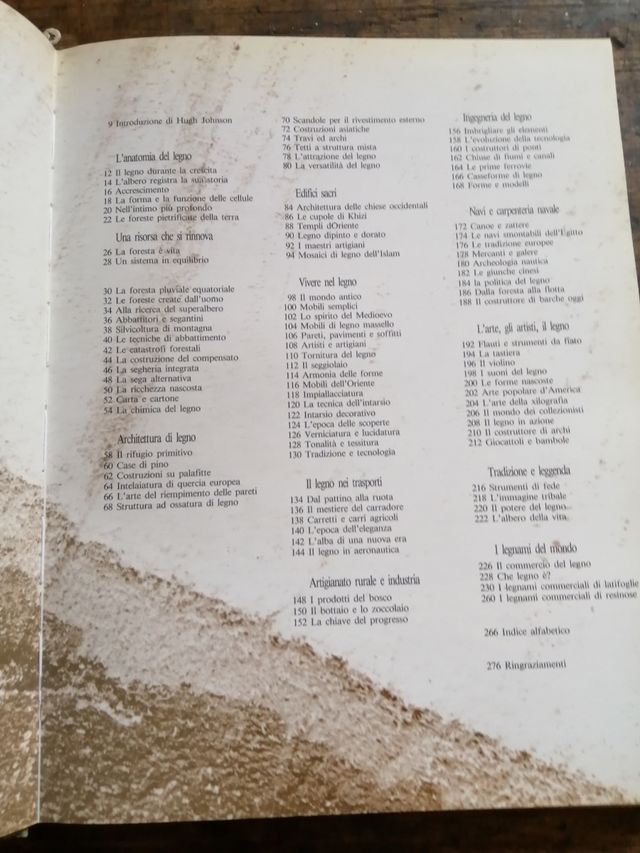 9 Introduzione di Hugh Johnson
L'anatomia del legno
12 Il legno durante la crescita
14 L'albero registra la sua storia
16 Accrescimento
18 La forma e la funzione delle cellule
20 Nell'intimo più profondo
22 Le foreste pietrificate della terra
Una risorsa che si rinnova
26 La foresta è vita
28 Un sistema in equilibrio
30 La foresta pluviale equatoriale
32 Le foreste create dall'uomo
34 Alla ricerca del superalbero
36 Abbattitori e segantini
38 Silvicoltura di montagna
40 Le tecniche di abbattimento
42 Le catastrofi forestali
44 La costruzione del compensato
46 La segheria integrata
48 La sega alternativa
50 La ricchezza nascosta
52 Carta e cartone
54 La chimica del legno
Architettura di legno
58 Il rifugio primitivo
60 Case di pino
62 Costruzioni su palafitte
64 Intelaiatura di quercia europea
66 L'arte del riempimento delle pareti
68 Struttura ad ossatura di legno
70 Scandole per il rivestimento esterno
72 Costruzioni asiatiche
74 Travi ed archi
76 Tetti a struttura mista
78 L'attrazione del legno
80 La versatilità del legno
Edifici sacri
84 Architettura delle chiese occidentali
86 Le cupole di Khizi
88 Templi dOriente
90 Legno dipinto e dorato
92 I maestri artigiani
94 Mosaici di legno dell'Islam
Vivere nel legno
98 Il mondo antico
100 Mobili semplici
102 Lo spirito del Medioevo
104 Mobili di legno massello
106 Pareti, pavimenti e soffitti
108 Artisti e artigiani
110 Tornitura del legno
112 Il seggiolaio
114 Armonia delle forme
116 Mobili dell'Oriente
118 Impiallacciatura
120 La tecnica dell'intarsio
122 Intarsio decorativo
124 L'epoca delle scoperte
126 Verniciatura e lucidatura
128 Tonalità e tessitura
130 Tradizione e tecnologia
Il legno nei trasporti
134 Dal pattino alla ruota
136 Il mestiere del carradore
138 Carretti e carri agricoli
140 L'epoca dell'eleganza
142 L'alba di una nuova era
144 Il legno in aeronautica
Artigianato rurale e industria
148 I prodotti del bosco
150 Il bottaio e lo zoccolaio
152 La chiave del progresso
Ingegneria del legno
156 Imbrigliare gli elementi
158 L'evoluzione della tecnologia
160 I costruttori di ponti
162 Chiuse di fiumi e canali
164 Le prime ferrovie
166 Casseforme di legno
168 Forme e modelli
Navi e carpenteria navale
172 Canoe e zattere
174 Le navi smontabili dell'Egitto
176 Le tradizione europee
178 Mercanti e galere
180 Archeologia nautica
182 Le giunche cinesi
184 la politica del legno
186 Dalla foresta alla flotta
188 Il costruttore di barche oggi
L'arte, gli artisti, il legno
192 Flauti e strumenti da fiato
194 La tastiera
196 Il violino
198 I suoni del legno
200 Le forme nascoste
202 Arte popolare d'America
204 L'arte della xilografia
206 Il mondo dei collezionisti
208 Il legno in azione
210 Il costruttore di archi
212 Giocattoli e bambole
Tradizione e leggenda
216 Strumenti di fede
218 L'immagine tribale
220 Il potere del legno
222 L'albero della vita
I legnami del mondo
226 Il commercio del legno
228 Che legno è?
230 I legnami commerciali di latifoglie
260 I legnami commerciali di resinose
266 Indice alfabetico
276 Ringraziamenti